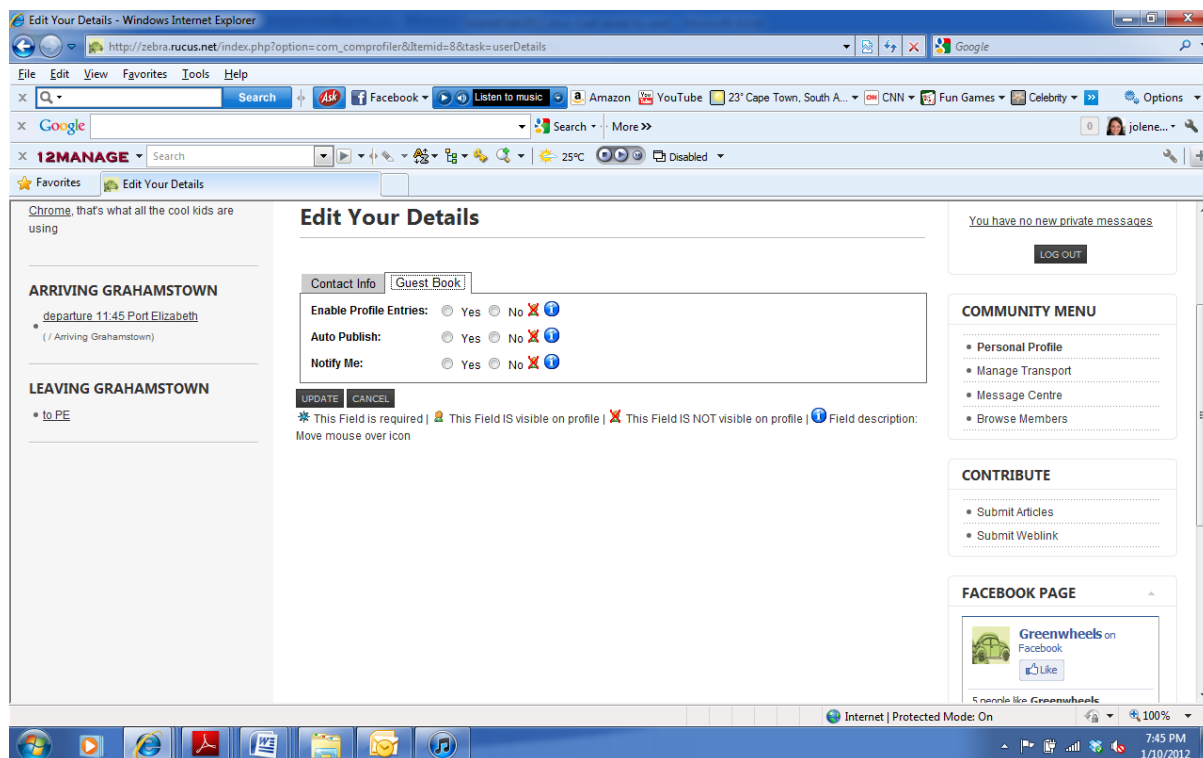 Edit Your Details - Windows Internet Explorer
http://zebra.rucus.net/index.php?option=com_comprofiler&Itemid=8&task=userDetails
Google
File Edit View Favorites Tools Help
x Search Ask Facebook Listen to music Amazon YouTube 23° Cape Town, South A... CNN Fun Games Celebrity Options
x Google Search More >> 0 jolene...
x 12MANAGE Search 25°C Disabled
Favorites Edit Your Details
Chrome, that's what all the cool kids are
using
ARRIVING GRAHAMSTOWN
departure 11:45 Port Elizabeth
( / Arriving Grahamstown)
LEAVING GRAHAMSTOWN
to PE
Edit Your Details
Contact Info Guest Book
Enable Profile Entries: Yes No
Auto Publish: Yes No
Notify Me: Yes No
UPDATE CANCEL
This Field is required | This Field IS visible on profile | This Field IS NOT visible on profile | Field description:
Move mouse over icon
You have no new private messages
LOG OUT
COMMUNITY MENU
Personal Profile
Manage Transport
Message Centre
Browse Members
CONTRIBUTE
Submit Articles
Submit Weblink
FACEBOOK PAGE
Greenwheels on
Facebook
Like
5 people like Greenwheels
Internet | Protected Mode: On 100%
7:45 PM
1/10/2012